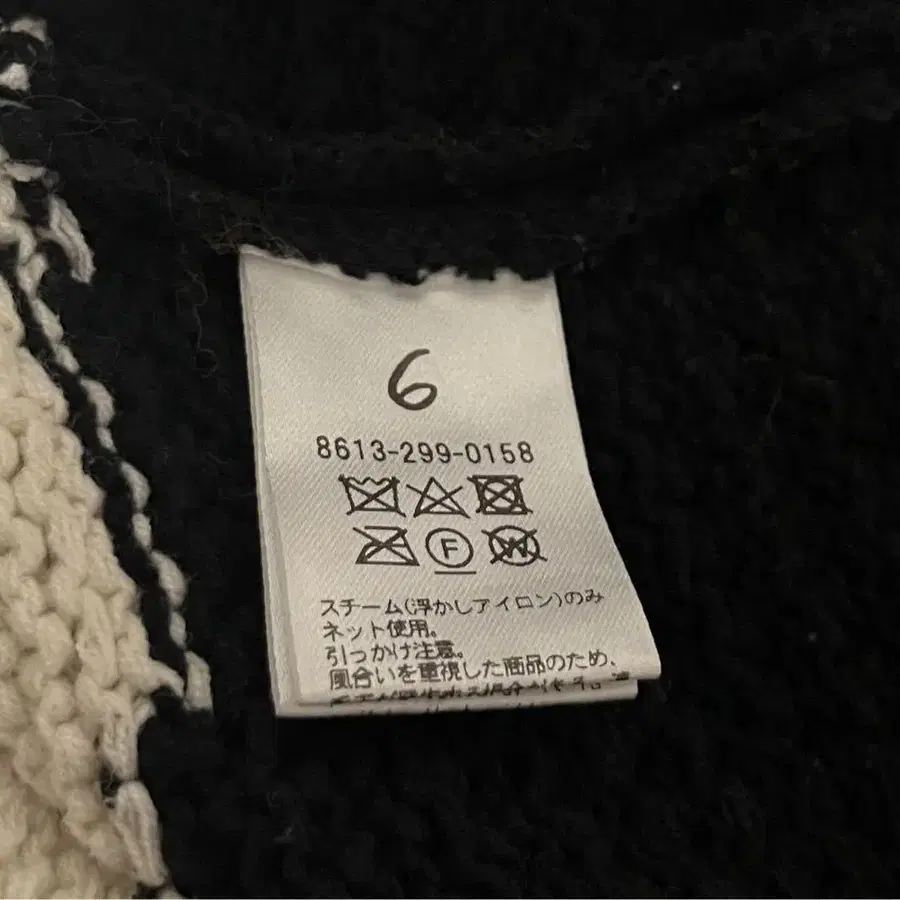 6
8613-299-0158
F
W
スチーム(浮かしアイロン)のみ
ネット使用。
引っかけ注意。
風合いを重視した商品のため、